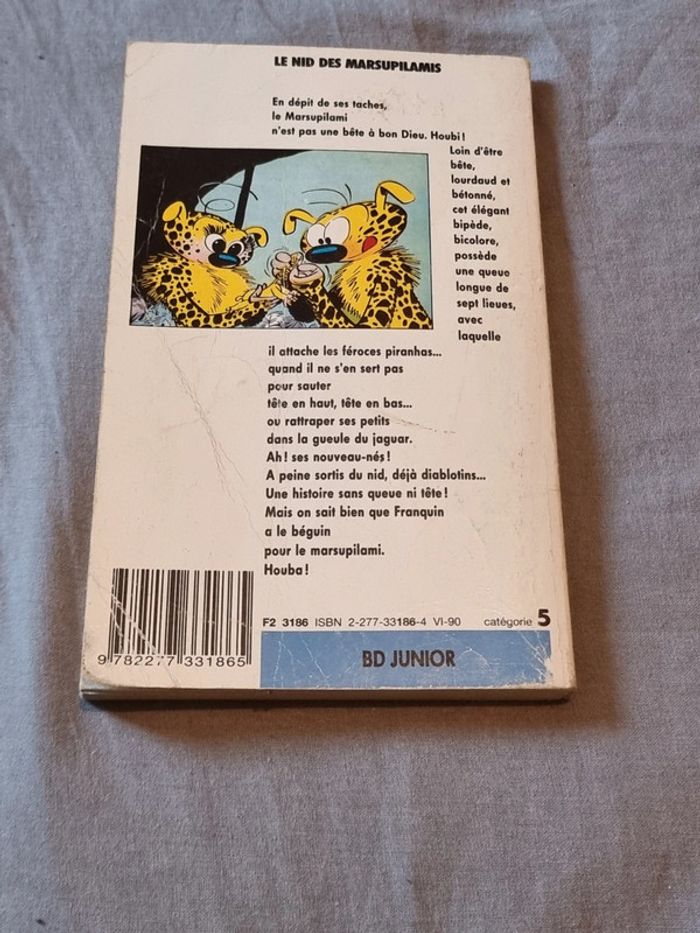 LE NID DES MARSUPILAMIS
En dépit de ses taches,
le Marsupilami
n'est pas une bête à bon Dieu. Houbi !
Loin d'être
bête,
lourdaud et
bétonné,
cet élégant
bipède,
bicolore,
possède
une queue
longue de
sept lieues,
avec
laquelle
il attache les féroces piranhas...
quand il ne s'en sert pas
pour sauter
tête en haut, tête en bas...
ou rattraper ses petits
dans la gueule du jaguar.
Ah ! ses nouveau-nés !
A peine sortis du nid, déjà diablotins...
Une histoire sans queue ni tête !
Mais on sait bien que Franquin
a le béguin
pour le marsupilami.
Houba !
F2 3186 ISBN 2-277-33186-4 VI-90 catégorie 5
9 782277 331865
BD JUNIOR